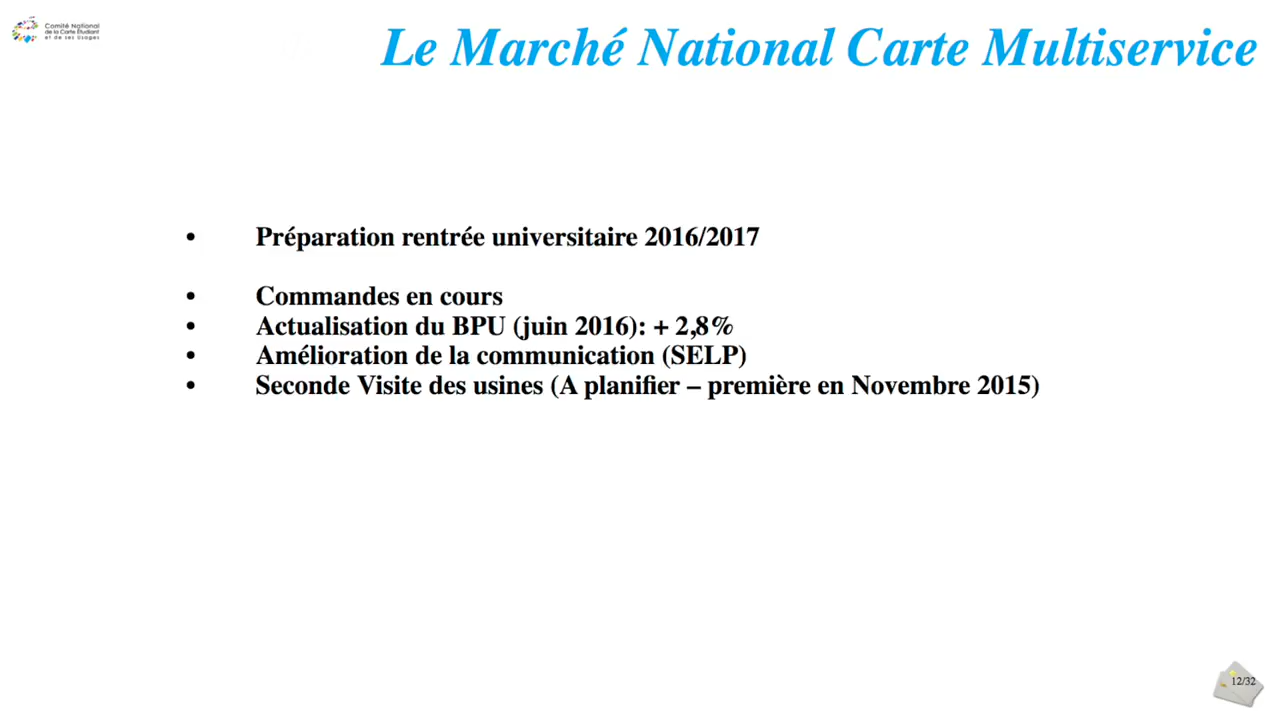 Comité National
de la Carte Étudiant
et de ses Usages
Le Marché National Carte Multiservice
• Préparation rentrée universitaire 2016/2017
• Commandes en cours
• Actualisation du BPU (juin 2016): + 2,8%
• Amélioration de la communication (SELP)
• Seconde Visite des usines (A planifier – première en Novembre 2015)
12/32